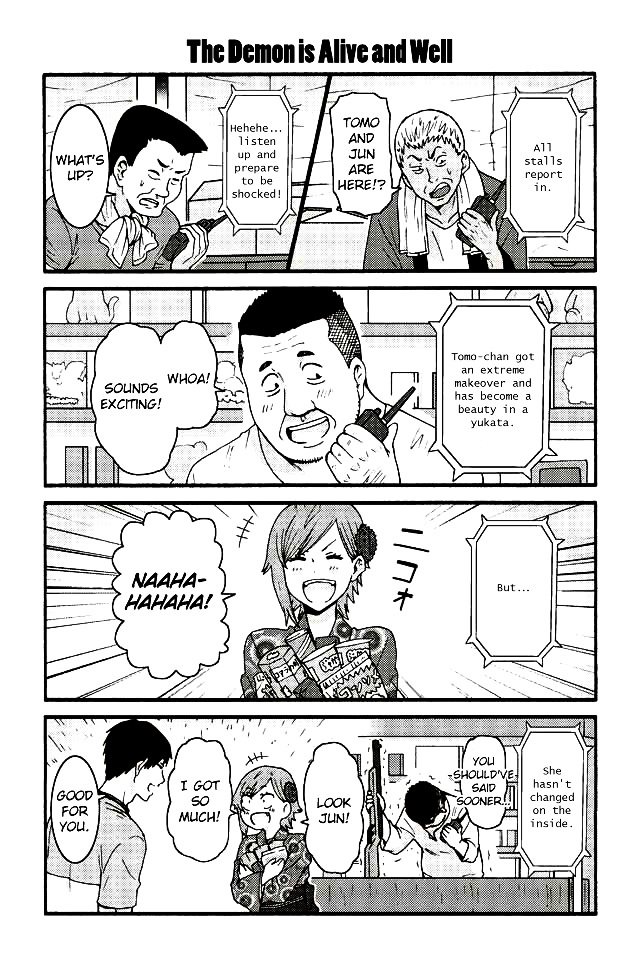 The Demon is Alive and Well
All
stalls
report
in.
TOMO
AND
JUN
ARE
HERE!?
Hehehe...
listen
up and
prepare
to be
shocked!
WHAT'S
UP?
Tomo-chan got
an extreme
makeover and
has become a
beauty in a
yukata.
WHOA!
SOUNDS
EXCITING!
But...
ニコォ
NAAHA-
HAHAHA!
She
hasn't
changed
on the
inside.
YOU
SHOULD'VE
SAID
SOONER!!
LOOK
JUN!
I GOT
SO
MUCH!
GOOD
FOR
YOU.